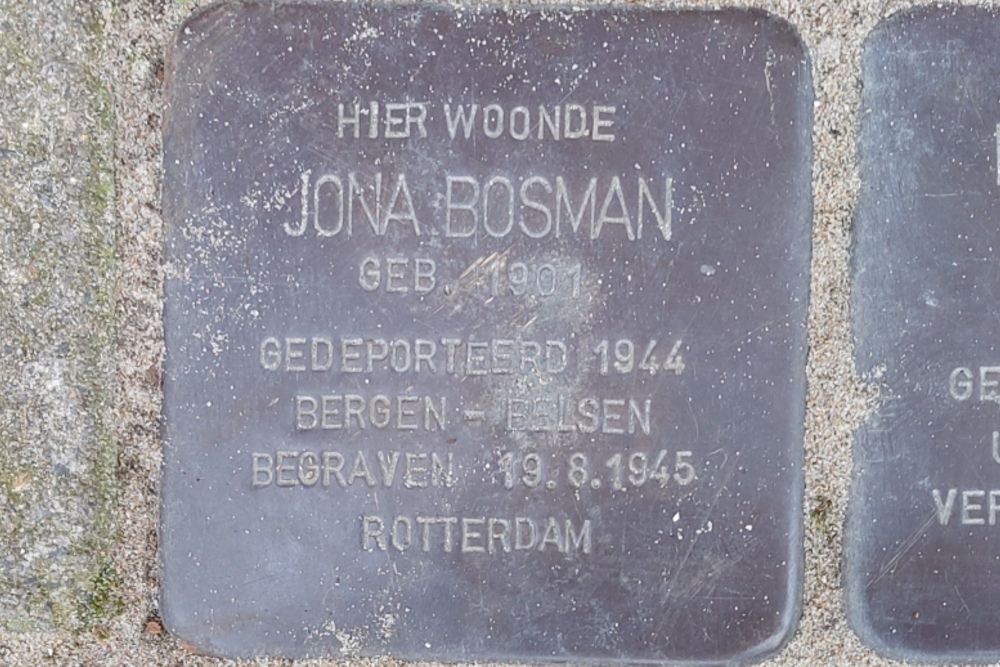 HIER WOONDE
JONA BOSMAN
GEB. 1901
GEDEPORTEERD 1944
BERGEN - BELSEN
BEGRAVEN 19.8.1945
ROTTERDAM